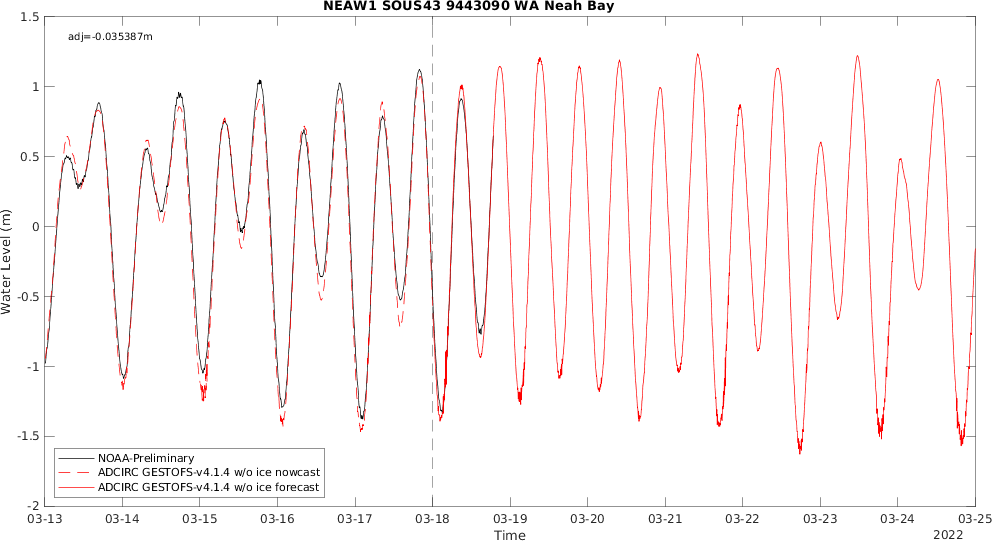 NEAW1 SOUS43 9443090 WA Neah Bay
adj=-0.035387m
1.5
1
0.5
0
-0.5
-1
-1.5
-2
Water Level (m)
NOAA-Preliminary
ADCIRC GESTOFS-v4.1.4 w/o ice nowcast
ADCIRC GESTOFS-v4.1.4 w/o ice forecast
03-13 03-14 03-15 03-16 03-17 03-18 03-19 03-20 03-21 03-22 03-23 03-24 03-25
Time
2022